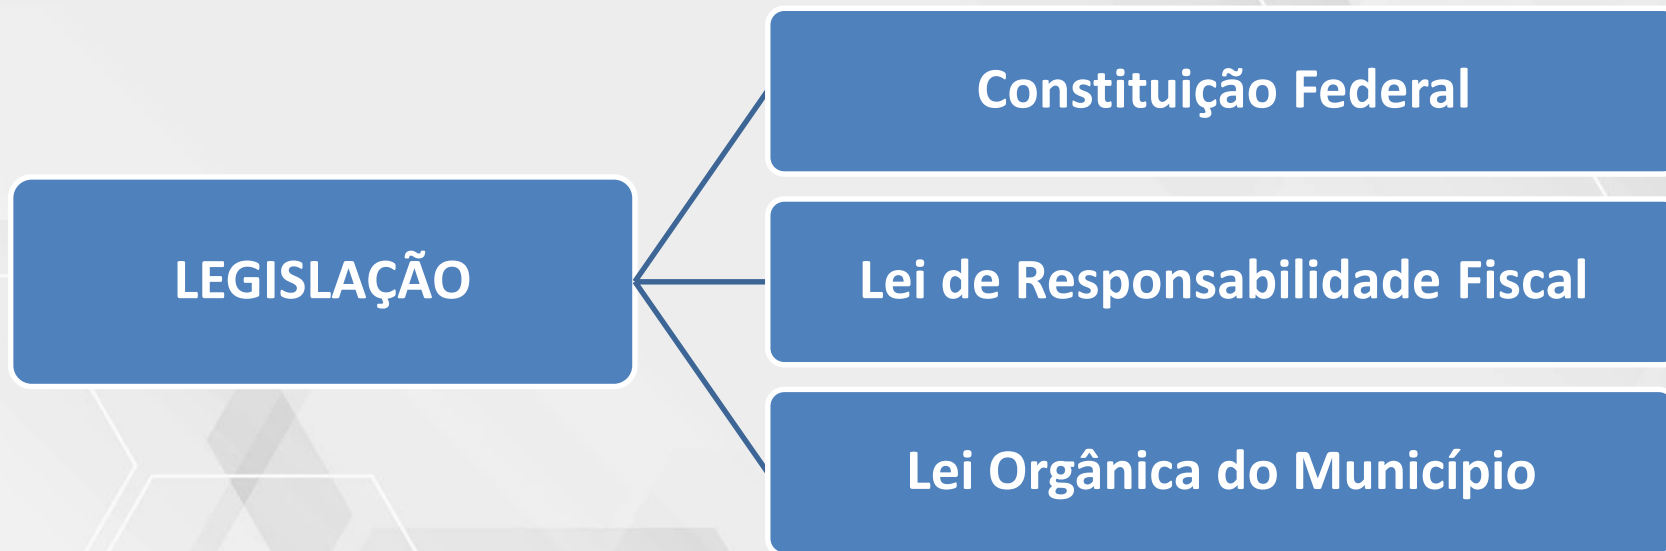 LEGISLAÇÃO
Constituição Federal
Lei de Responsabilidade Fiscal
Lei Orgânica do Município